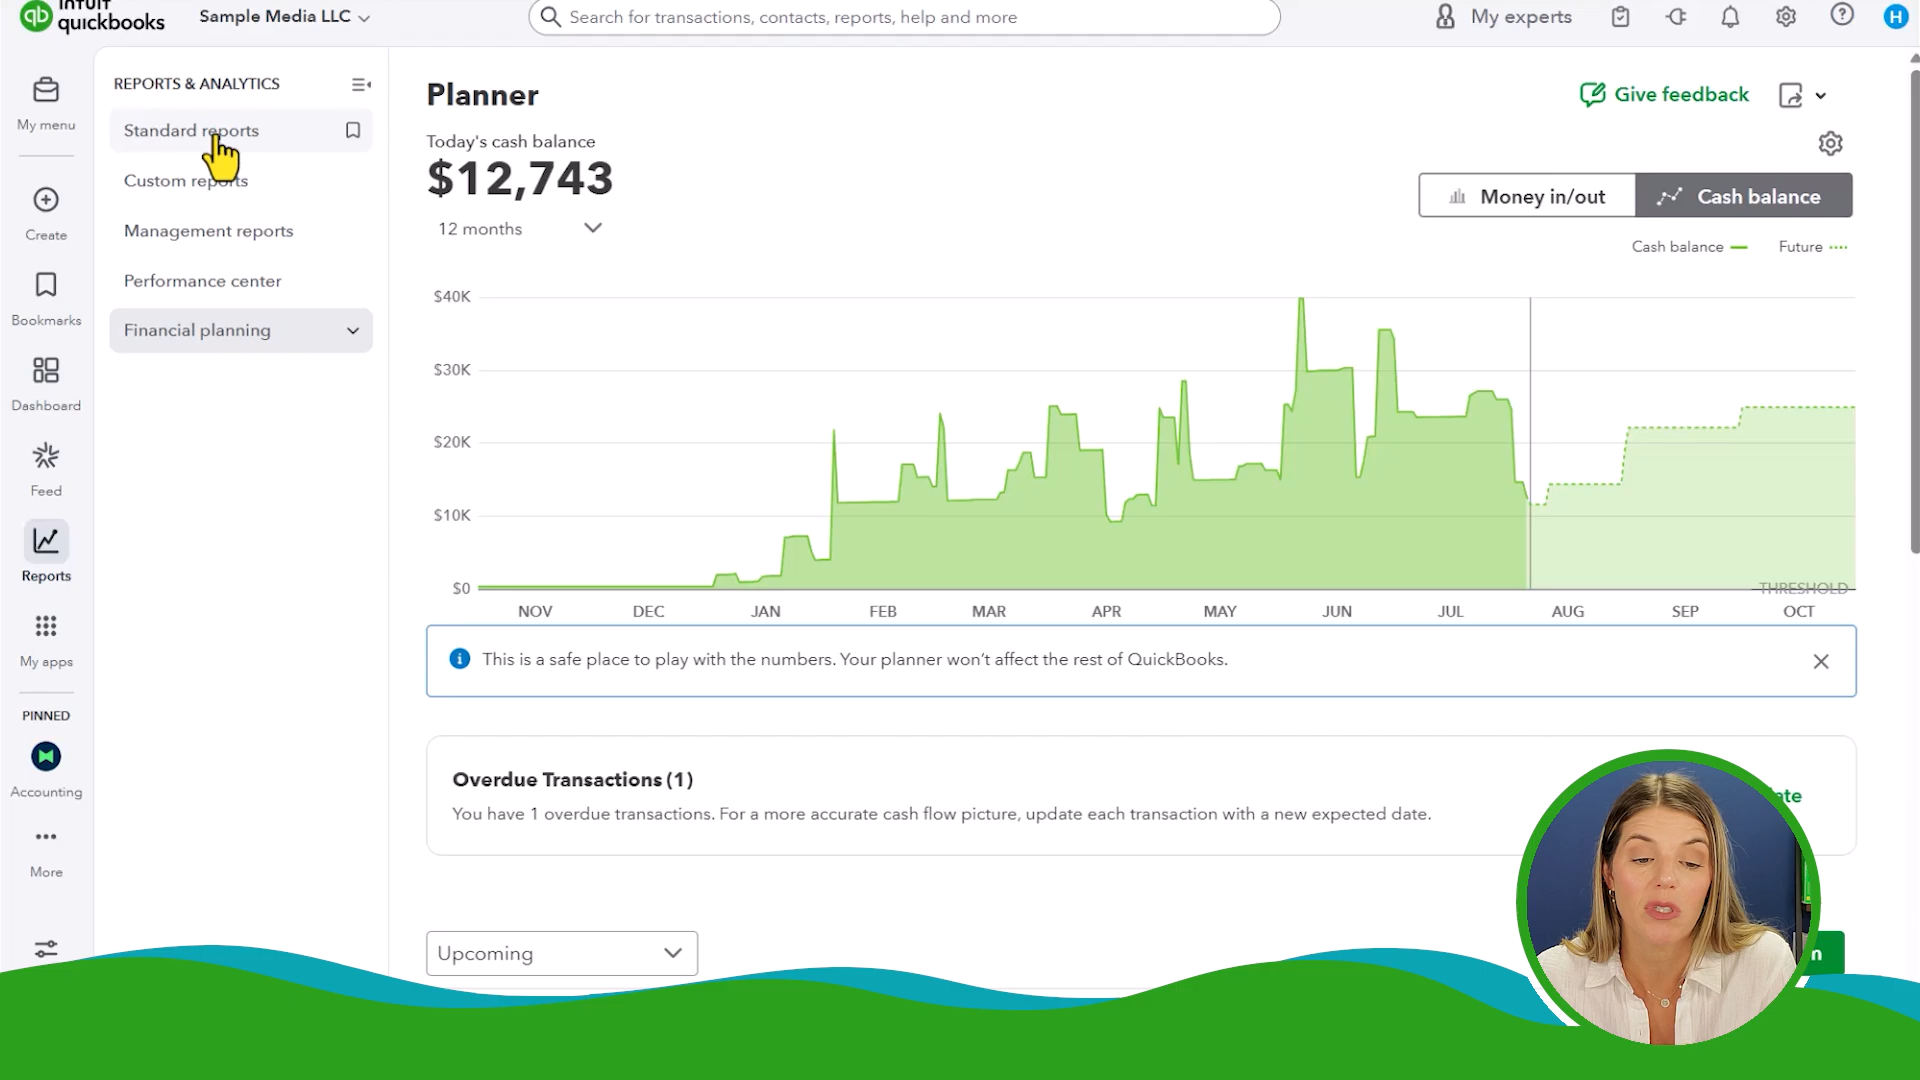 INTUIT
quickbooks
Sample Media LLC
Search for transactions, contacts, reports, help and more
My experts
H
My menu
Create
Bookmarks
Dashboard
Feed
Reports
My apps
PINNED
Accounting
More
REPORTS & ANALYTICS
Standard reports
Custom reports
Management reports
Performance center
Financial planning
Planner
Give feedback
Today's cash balance
$12,743
12 months
Money in/out
Cash balance
Cash balance
Future
$40K
$30K
$20K
$10K
$0
THRESHOLD
NOV DEC JAN FEB MAR APR MAY JUN JUL AUG SEP OCT
This is a safe place to play with the numbers. Your planner won’t affect the rest of QuickBooks.
Overdue Transactions (1)
You have 1 overdue transactions. For a more accurate cash flow picture, update each transaction with a new expected date.
Upcoming